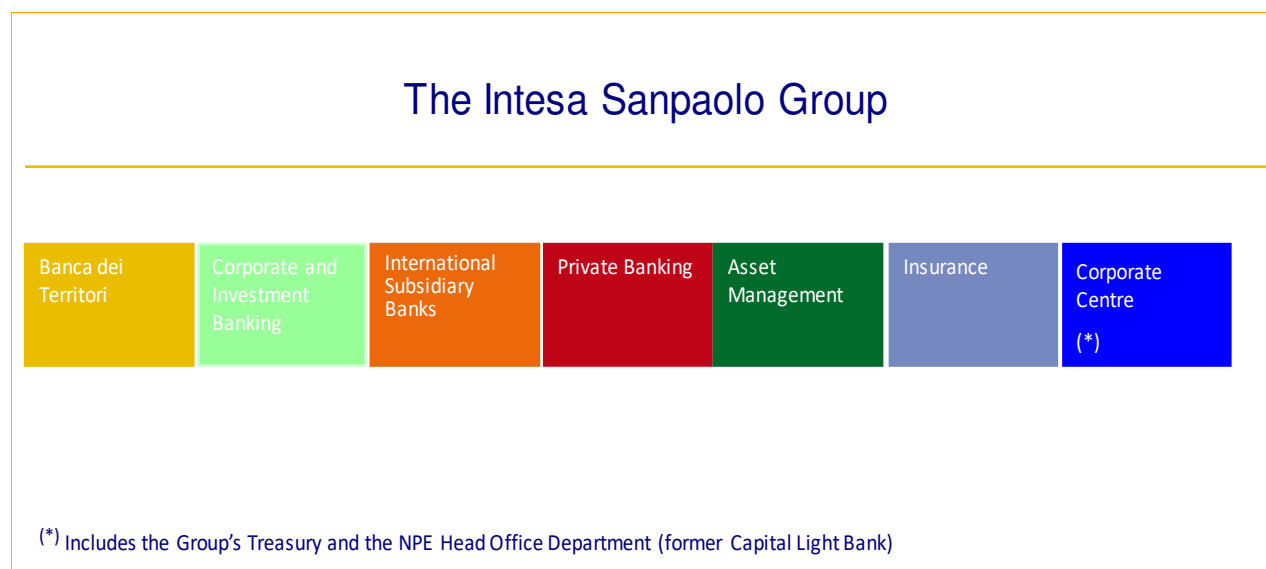 The Intesa Sanpaolo Group
Banca dei
Territori
Corporate and
Investment
Banking
International
Subsidiary
Banks
Private Banking
Asset
Management
Insurance
Corporate
Centre
(*)
(*) Includes the Group’s Treasury and the NPE Head Office Department (former Capital Light Bank)